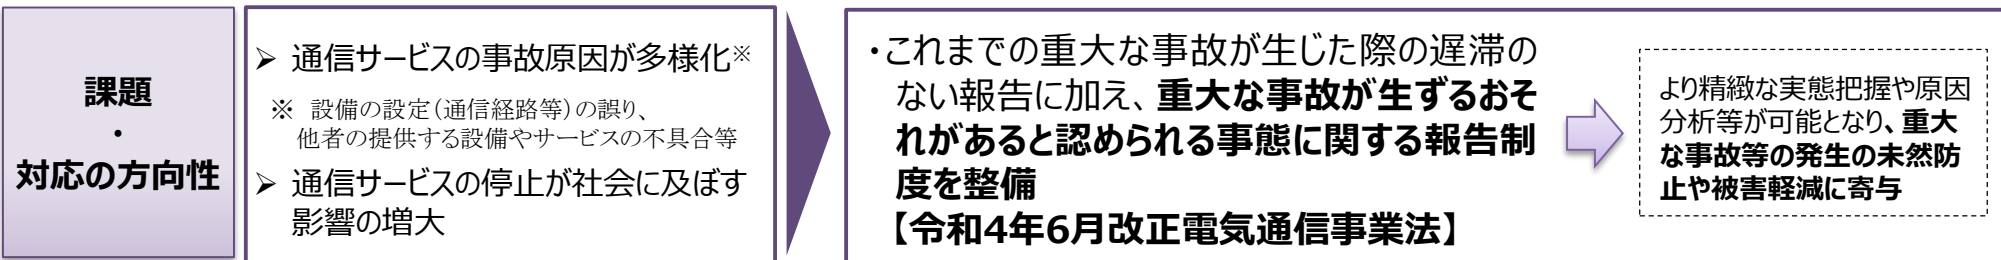 課題
・
対応の方向性
➢ 通信サービスの事故原因が多様化※
※ 設備の設定（通信経路等）の誤り、
他者の提供する設備やサービスの不具合等
➢ 通信サービスの停止が社会に及ぼす
影響の増大
・これまでの重大な事故が生じた際の遅滞の
ない報告に加え、重大な事故が生ずるおそ
れがあると認められる事態に関する報告制
度を整備
【令和4年6月改正電気通信事業法】
より精緻な実態把握や原因
分析等が可能となり、重大
な事故等の発生の未然防
止や被害軽減に寄与